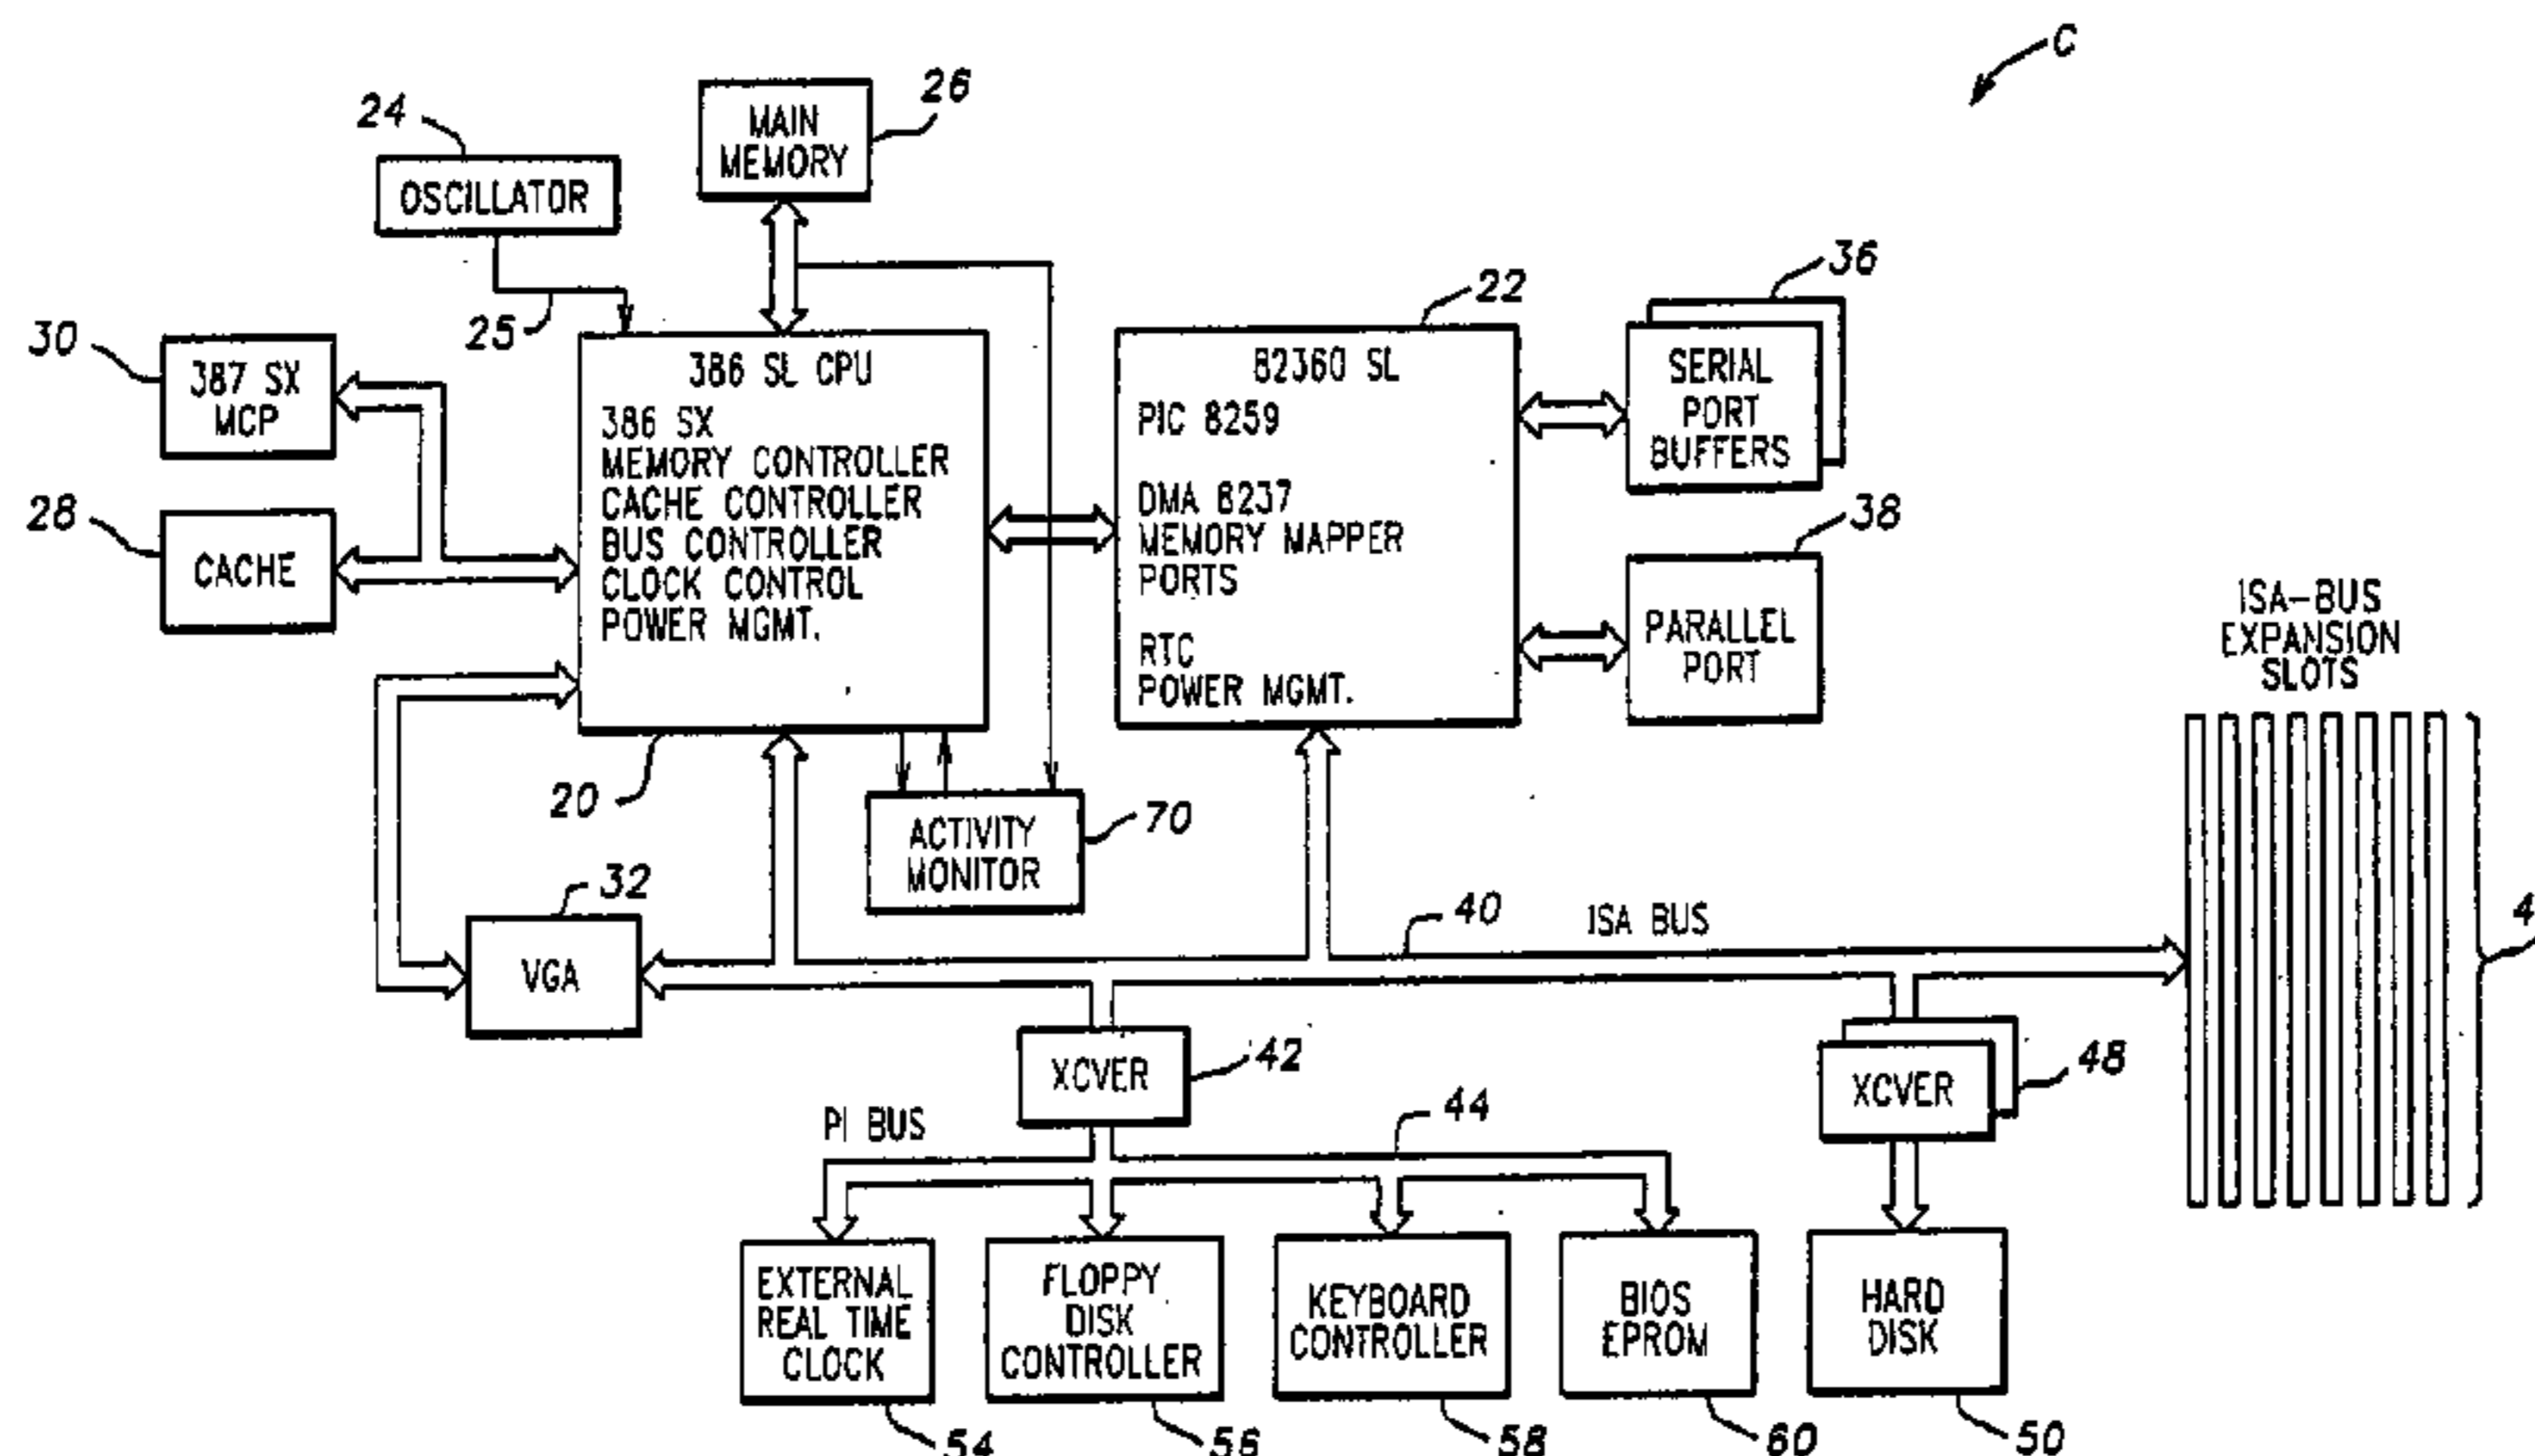 C
26
24
MAIN
MEMORY
OSCILLATOR
25
36
22
30
387 SX
MCP
386 SL CPU
386 SX
MEMORY CONTROLLER
CACHE CONTROLLER
BUS CONTROLLER
CLOCK CONTROL
POWER MGMT.
82360 SL
PIC 8259
DMA 8237
MEMORY MAPPER
PORTS
RTC
POWER MGMT.
SERIAL
PORT
BUFFERS
28
CACHE
38
PARALLEL
PORT
ISA-BUS
EXPANSION
SLOTS
20
ACTIVITY
MONITOR
70
32
VGA
40
ISA BUS
XCVER
42
XCVER
48
PI BUS
44
EXTERNAL
REAL TIME
CLOCK
FLOPPY
DISK
CONTROLLER
KEYBOARD
CONTROLLER
BIOS
EPROM
HARD
DISK
54
56
58
60
50